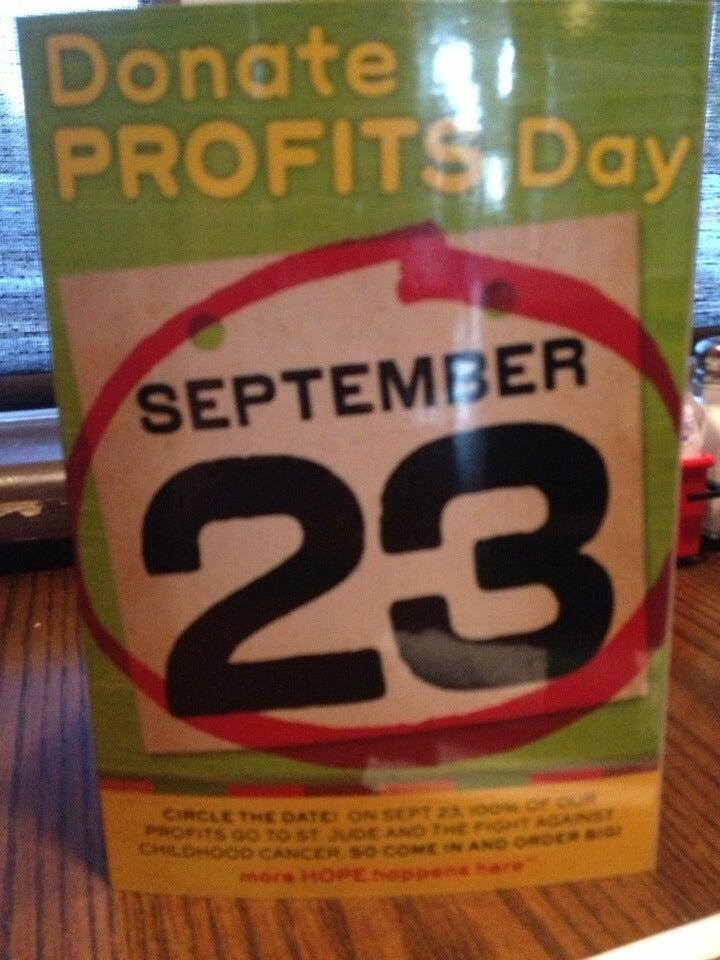 Donate
PROFITS Day
SEPTEMBER
23
CIRCLE THE DATE! ON SEPT 23, 100% OF OUR
PROFITS GO TO ST. JUDE AND THE FIGHT AGAINST
CHILDHOOD CANCER. SO COME IN AND ORDER BIG!
more HOPE happens here™